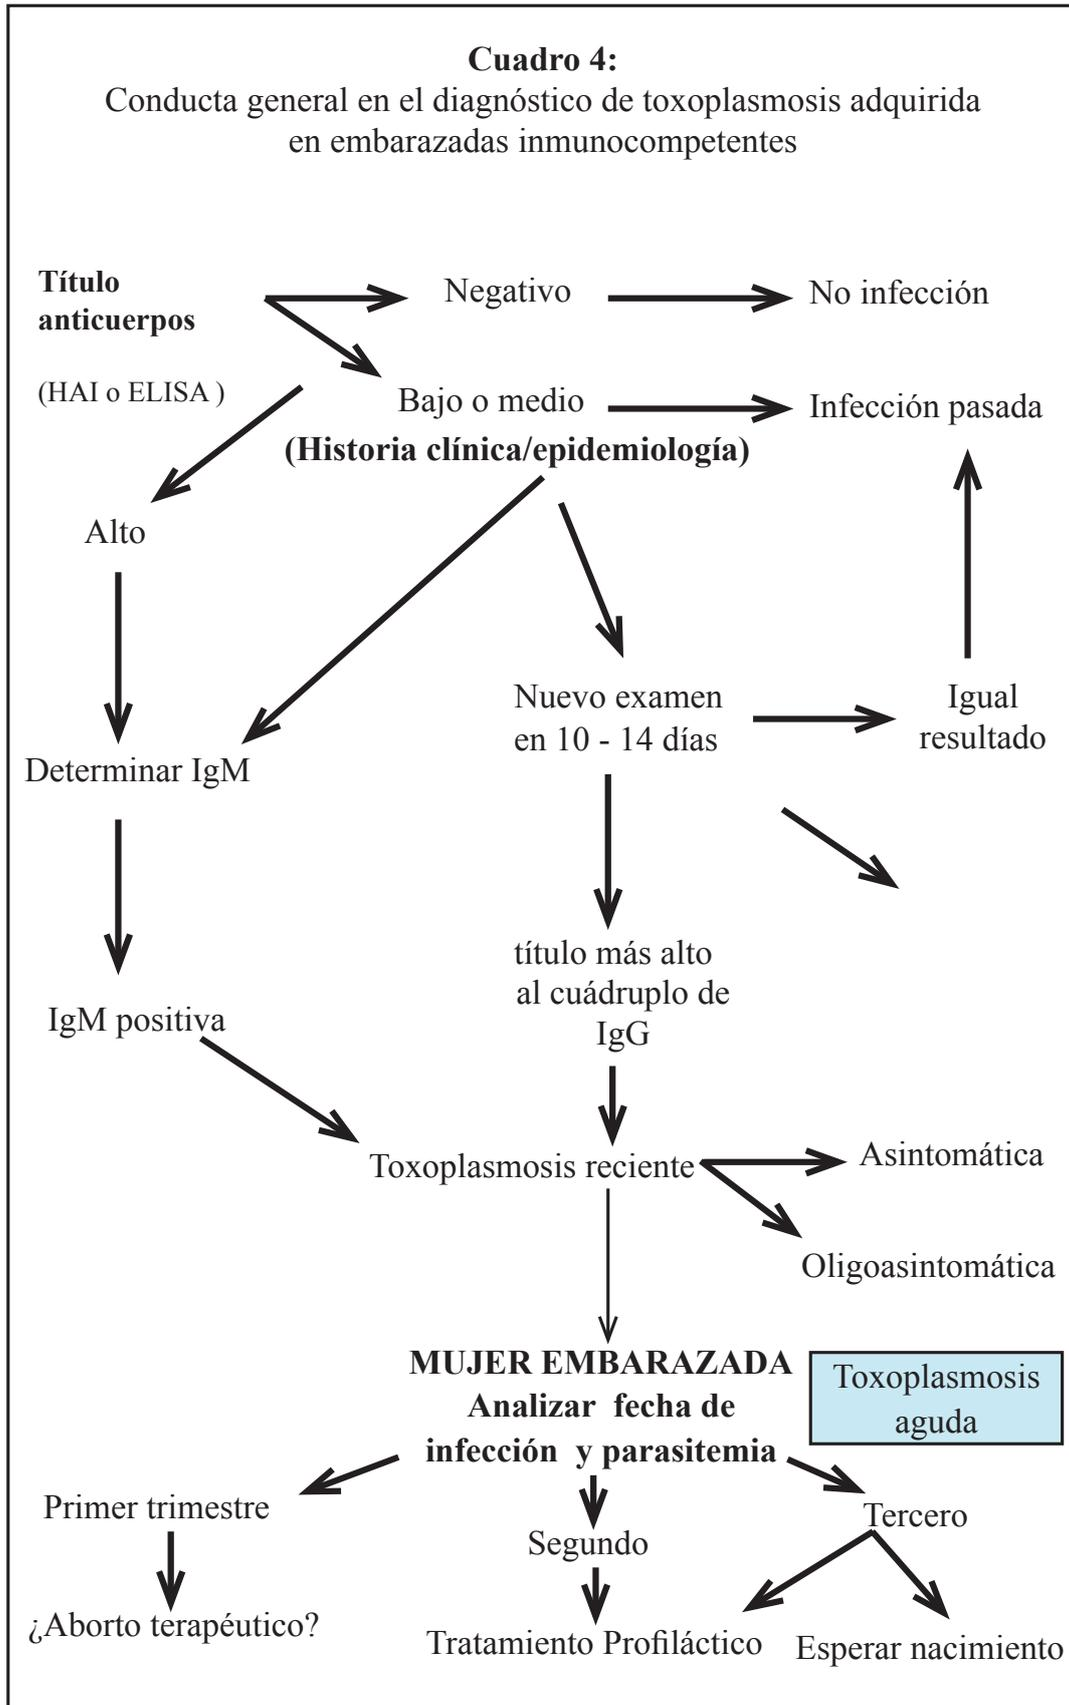 Cuadro 4:
Conducta general en el diagnóstico de toxoplasmosis adquirida
en embarazadas inmunocompetentes
Título
anticuerpos
(HAI o ELISA )
Negativo
No infección
Bajo o medio
(Historia clínica/epidemiología)
Infección pasada
Alto
Nuevo examen
en 10 - 14 días
Igual
resultado
Determinar IgM
título más alto
al cuádruplo de
IgG
IgM positiva
Toxoplasmosis reciente
Asintomática
Oligoasintomática
MUJER EMBARAZADA
Analizar fecha de
infección y parasitemia
Toxoplasmosis
aguda
Primer trimestre
Segundo
Tercero
¿Aborto terapéutico?
Tratamiento Profiláctico
Esperar nacimiento